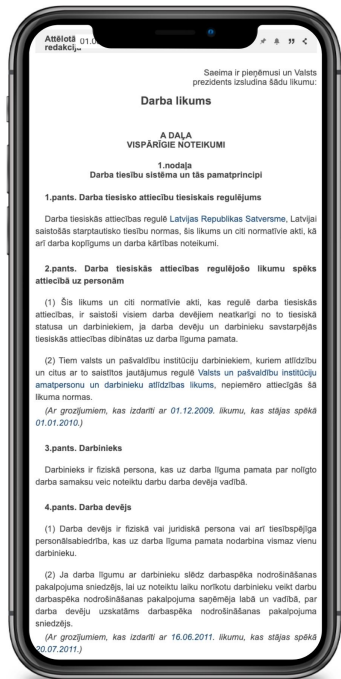 Attēlotā
redakcija
01.0
Saeima ir pieņēmusi un Valsts
prezidents izsludina šādu likumu:
Darba likums
A DAĻA
VISPĀRĪGIE NOTEIKUMI
1.nodaļa
Darba tiesību sistēma un tās pamatprincipi
1.pants. Darba tiesisko attiecību tiesiskais regulējums
Darba tiesiskās attiecības regulē Latvijas Republikas Satversme, Latvijai
saistošās starptautisko tiesību normas, šis likums un citi normatīvie akti, kā
arī darba koplīgums un darba kārtības noteikumi.
2.pants. Darba tiesiskās attiecības regulējošo likumu spēks
attiecībā uz personām
(1) Šis likums un citi normatīvie akti, kas regulē darba tiesiskās
attiecības, ir saistoši visiem darba devējiem neatkarīgi no to tiesiskā
statusa un darbiniekiem, ja darba devēju un darbinieku savstarpējās
tiesiskās attiecības dibinātas uz darba līguma pamata.
(2) Tiem valsts un pašvaldību institūciju darbiniekiem, kuriem atlīdzību
un citus ar to saistītos jautājumus regulē Valsts un pašvaldību institūciju
amatpersonu un darbinieku atlīdzības likums, nepiemēro attiecīgās šā
likuma normas.
(Ar grozījumiem, kas izdarīti ar 01.12.2009. likumu, kas stājas spēkā
01.01.2010.)
3.pants. Darbinieks
Darbinieks ir fiziskā persona, kas uz darba līguma pamata par nolīgto
darba samaksu veic noteiktu darbu darba devēja vadībā.
4.pants. Darba devējs
(1) Darba devējs ir fiziskā vai juridiskā persona vai arī tiesībspējīga
personālsabiedrība, kas uz darba līguma pamata nodarbina vismaz vienu
darbinieku.
(2) Ja darba līgumu ar darbinieku slēdz darbaspēka nodrošināšanas
pakalpojuma sniedzējs, lai uz noteiktu laiku norīkotu darbinieku veikt darbu
darbaspēka nodrošināšanas pakalpojuma saņēmēja labā un vadībā, par
darba devēju uzskatāms darbaspēka nodrošināšanas pakalpojuma
sniedzējs.
(Ar grozījumiem, kas izdarīti ar 16.06.2011. likumu, kas stājas spēkā
20.07.2011.)